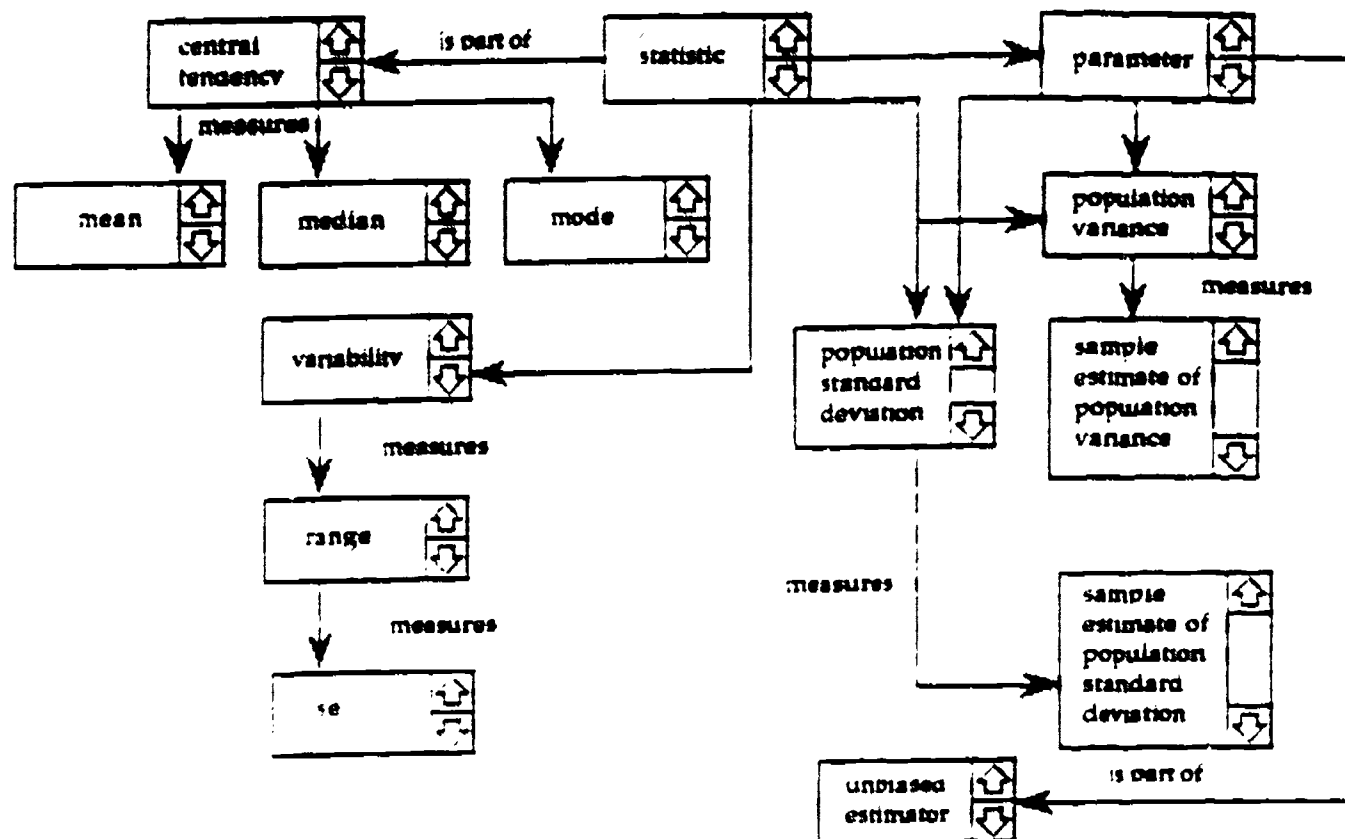 central
tendency
is part of
statistic
parameter
measures
mean
median
mode
population
variance
measures
variability
population
standard
deviation
sample
estimate of
population
variance
measures
range
measures
sample
estimate of
population
standard
deviation
measures
se
unbiased
estimator
is part of